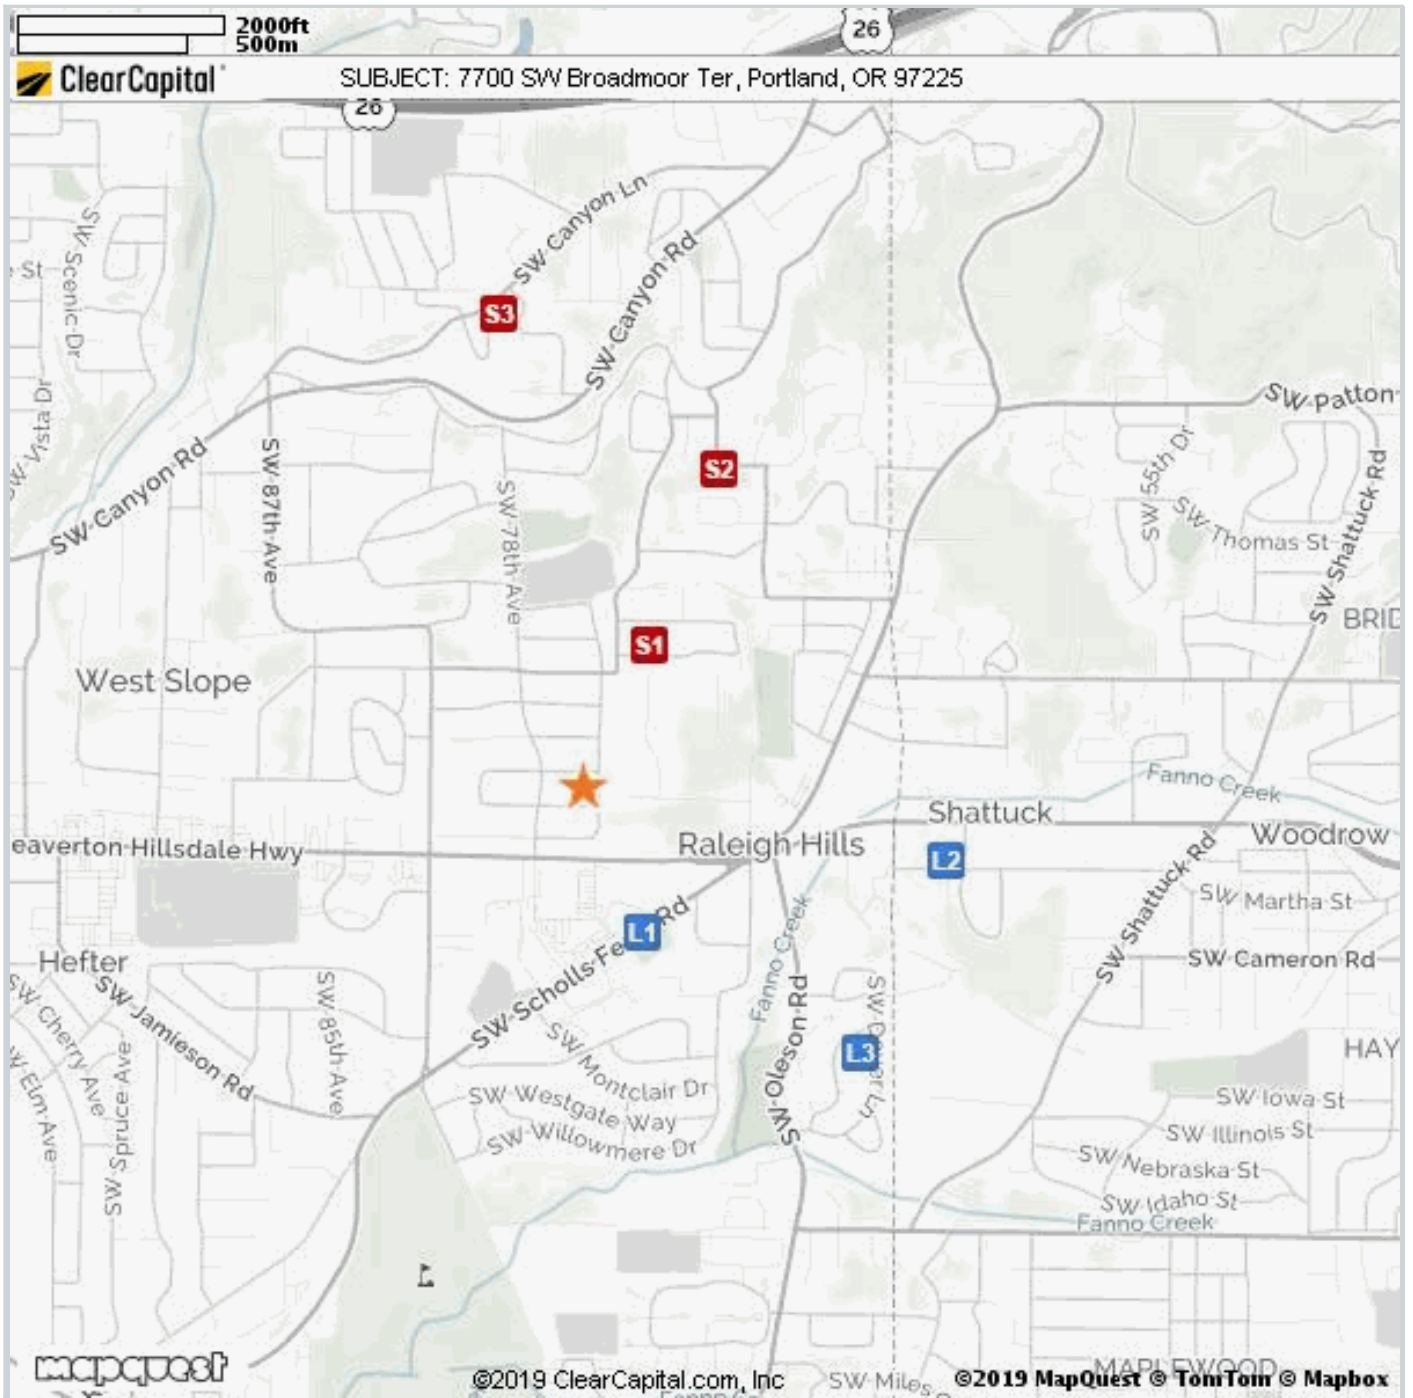 2000ft
500m
26
ClearCapital
SUBJECT: 7700 SW Broadmoor Ter, Portland, OR 97225
26
SW Canyon Ln
SW Scenic Dr
St
SW Canyon Rd
S3
SW Patton
SW Vista Dr
SW 87th Ave
SW Canyon Rd
S2
SW 55th Dr
SW Shattuck Rd
SW 78th Ave
SW Thomas St
BRID
S1
West Slope
Fanno Creek
Shattuck
Woodrow
eaverton Hillsdale Hwy
Raleigh Hills
L2
SW Shattuck Rd
SW Martha St
L1
SW Scholls Fe
Rd
Fanno Creek
SW Cameron Rd
Hefter
SW Cherry Ave
SW Jamieson Rd
SW 85th Ave
SW Oleson Rd
L3
HAY
W Elm Ave
SW Spruce Ave
SW Montclair Dr
SW Westgate Way
SW Willowmere Dr
SW Iowa St
SW Illinois St
SW Nebraska St
SW Idaho St
Fanno Creek
MAPLEWOOD
mapquest
©2019 ClearCapital.com, Inc
SW Miles
©2019 MapQuest © TomTom © Mapbox